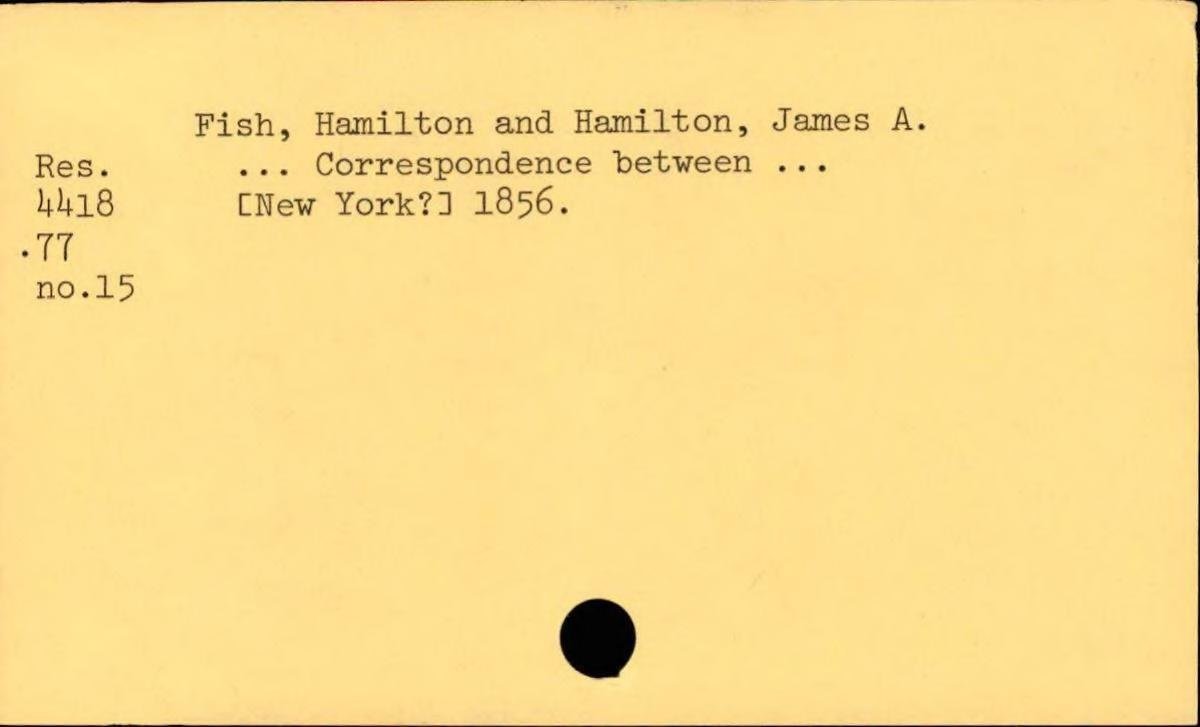 Fish, Hamilton and Hamilton, James A.
Res. ... Correspondence between ...
4418 [New York?] 1856.
.77
no.15